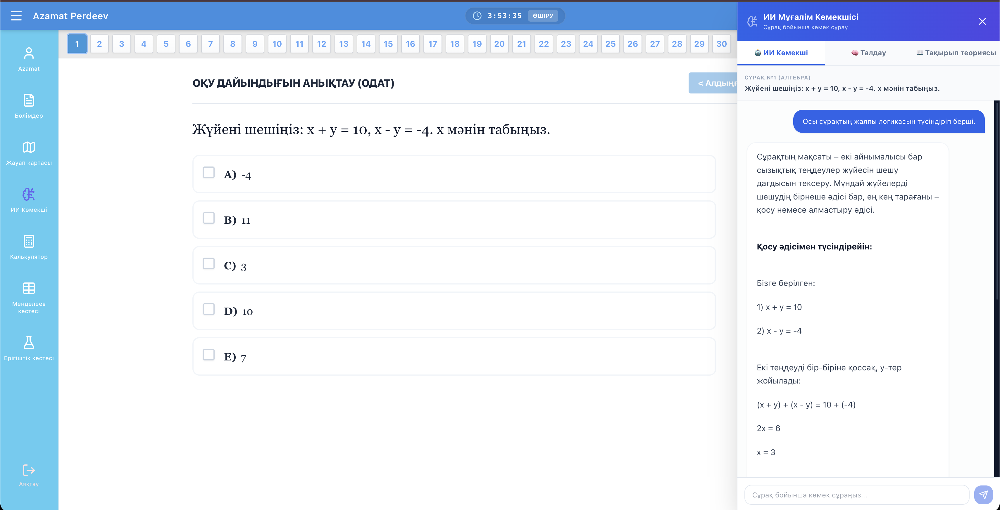 Azamat Perdeev
3:53:35 ӨШІРУ
Azamat
Бөлімдер
Жауап картасы
ИИ Көмекші
Калькулятор
Менделеев
кестесі
Ерігіштік кестесі
Аяқтау
1 2 3 4 5 6 7 8 9 10 11 12 13 14 15 16 17 18 19 20 21 22 23 24 25 26 27 28 29 30
ОҚУ ДАЙЫНДЫҒЫН АНЫҚТАУ (ОДАТ)
< Алдыңғ
Жүйені шешіңіз: x + y = 10, x - y = -4. x мәнін табыңыз.
A) -4
B) 11
C) 3
D) 10
E) 7
ИИ Мұғалім Көмекшісі
Сұрақ бойынша көмек сұрау
ИИ Көмекші
Талдау
Тақырып теориясы
СҰРАҚ №1 (АЛГЕБРА)
Жүйені шешіңіз: x + y = 10, x - y = -4. x мәнін табыңыз.
Осы сұрақтың жалпы логикасын түсіндіріп берші.
Сұрақтың мақсаты – екі айнымалысы бар
сызықтық теңдеулер жүйесін шешу
дағдысын тексеру. Мұндай жүйелерді
шешудің бірнеше әдісі бар, ең кең тарағаны –
қосу немесе алмастыру әдісі.
Қосу әдісімен түсіндірейін:
Бізге берілген:
1) x + y = 10
2) x - y = -4
Екі теңдеуді бір-біріне қоссақ, y-тер
жойылады:
(x + y) + (x - y) = 10 + (-4)
2x = 6
x = 3
Сұрақ бойынша көмек сұраңыз...